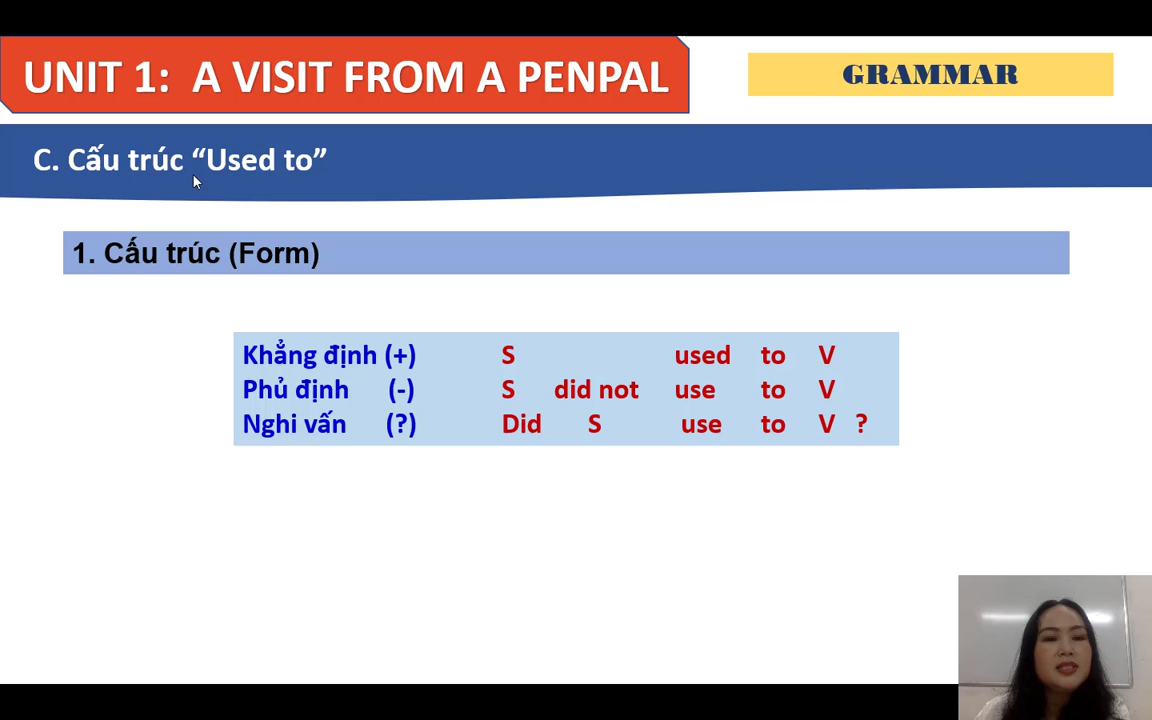 UNIT 1: A VISIT FROM A PENPAL
GRAMMAR
C. Cấu trúc “Used to”
1. Cấu trúc (Form)
Khẳng định (+) S used to V
Phủ định (-) S did not use to V
Nghi vấn (?) Did S use to V ?